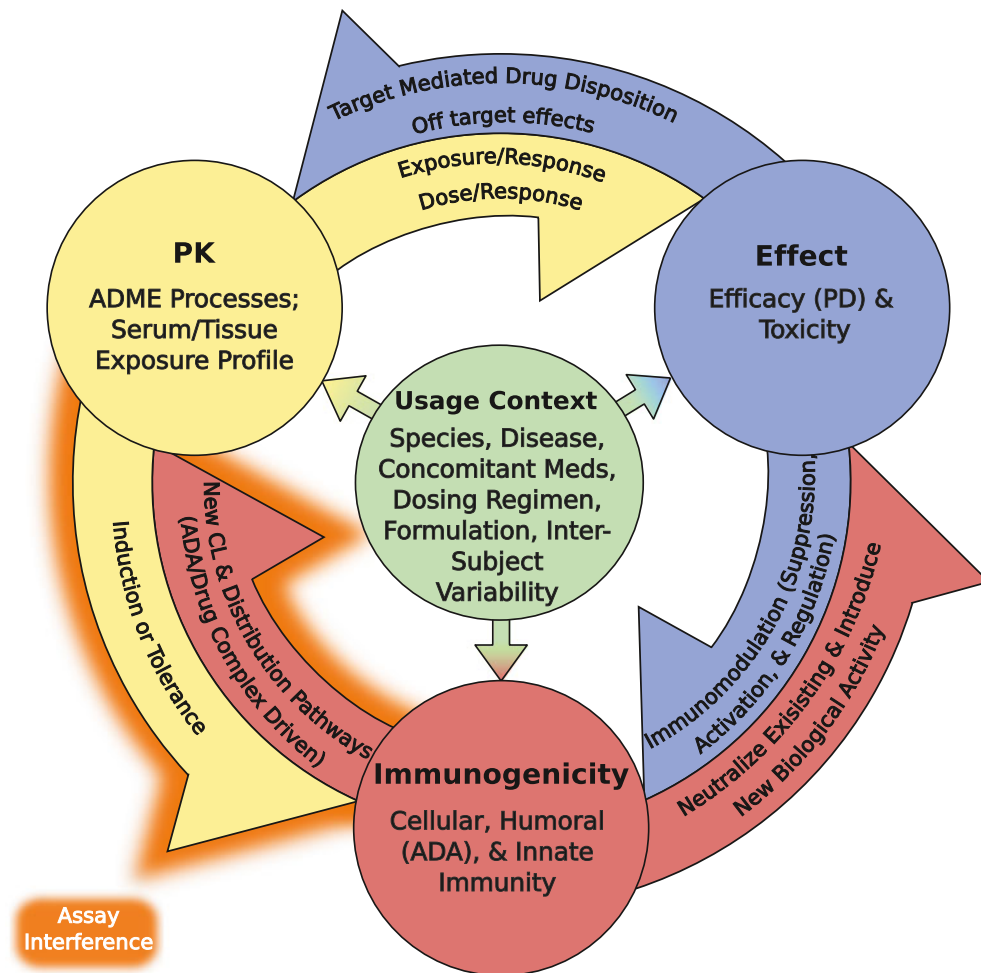 Target Mediated Drug Disposition
Off target effects
Exposure/Response
Dose/Response
PK
ADME Processes;
Serum/Tissue
Exposure Profile
Effect
Efficacy (PD) &
Toxicity
Usage Context
Species, Disease,
Concomitant Meds,
Dosing Regimen,
Formulation, Inter-
Subject
Variability
Induction or Tolerance
New CL & Distribution Pathways
(ADA/Drug Complex Driven)
Immunomodulation (Suppression,
Activation, & Regulation)
Neutralize Exisisting & Introduce
New Biological Activity
Immunogenicity
Cellular, Humoral
(ADA), & Innate
Immunity
Assay
Interference